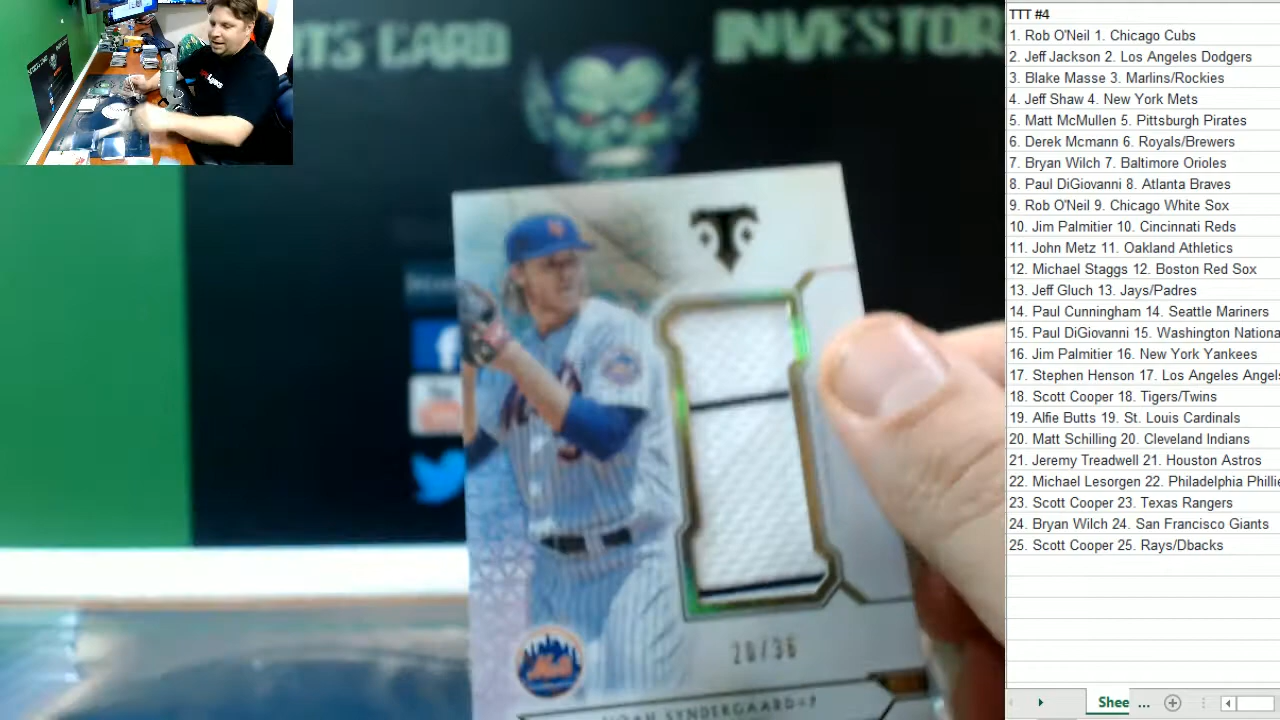 TS CARD INVESTOR
TTT #4
1. Rob O'Neil 1. Chicago Cubs
2. Jeff Jackson 2. Los Angeles Dodgers
3. Blake Masse 3. Marlins/Rockies
4. Jeff Shaw 4. New York Mets
5. Matt McMullen 5. Pittsburgh Pirates
6. Derek Mcmann 6. Royals/Brewers
7. Bryan Wilch 7. Baltimore Orioles
8. Paul DiGiovanni 8. Atlanta Braves
9. Rob O'Neil 9. Chicago White Sox
10. Jim Palmitier 10. Cincinnati Reds
11. John Metz 11. Oakland Athletics
12. Michael Staggs 12. Boston Red Sox
13. Jeff Gluch 13. Jays/Padres
14. Paul Cunningham 14. Seattle Mariners
15. Paul DiGiovanni 15. Washington Nationa
16. Jim Palmitier 16. New York Yankees
17. Stephen Henson 17. Los Angeles Angels
18. Scott Cooper 18. Tigers/Twins
19. Alfie Butts 19. St. Louis Cardinals
20. Matt Schilling 20. Cleveland Indians
21. Jeremy Treadwell 21. Houston Astros
22. Michael Lesorgen 22. Philadelphia Phillie
23. Scott Cooper 23. Texas Rangers
24. Bryan Wilch 24. San Francisco Giants
25. Scott Cooper 25. Rays/Dbacks
Shee ...
Mets
NOAH SYNDERGAARD • P